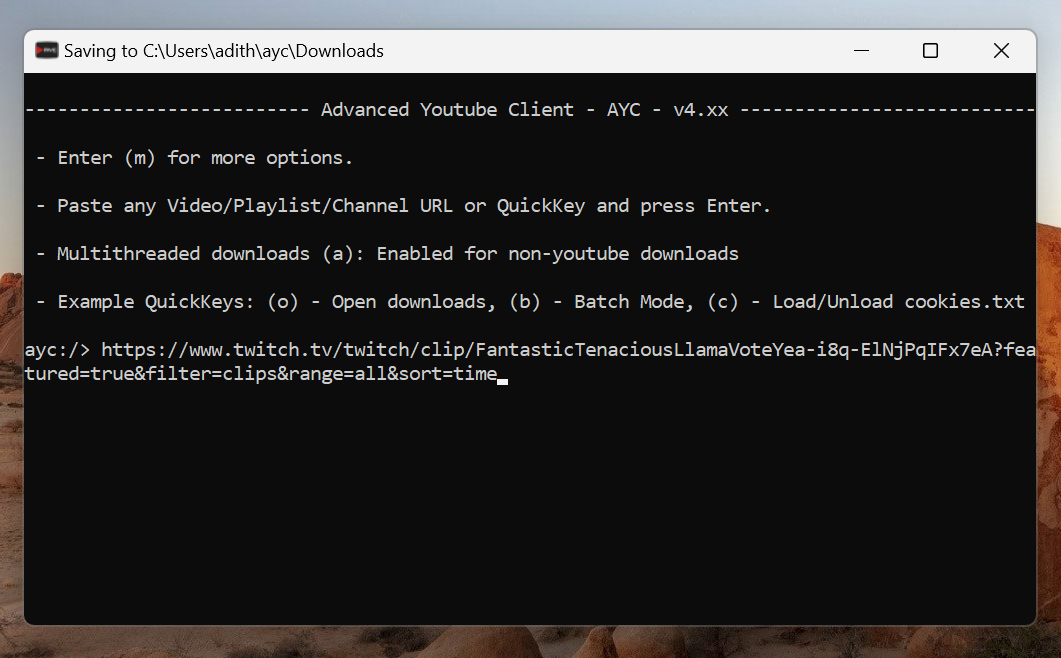 Saving to C:\Users\adith\ayc\Downloads
-------------------------- Advanced Youtube Client - AYC - v4.xx ---------------------------
- Enter (m) for more options.
- Paste any Video/Playlist/Channel URL or QuickKey and press Enter.
- Multithreaded downloads (a): Enabled for non-youtube downloads
- Example QuickKeys: (o) - Open downloads, (b) - Batch Mode, (c) - Load/Unload cookies.txt
ayc:/> https://www.twitch.tv/twitch/clip/FantasticTenaciousLlamaVoteYea-i8q-ElNjPqIFx7eA?fea
tured=true&filter=clips&range=all&sort=time